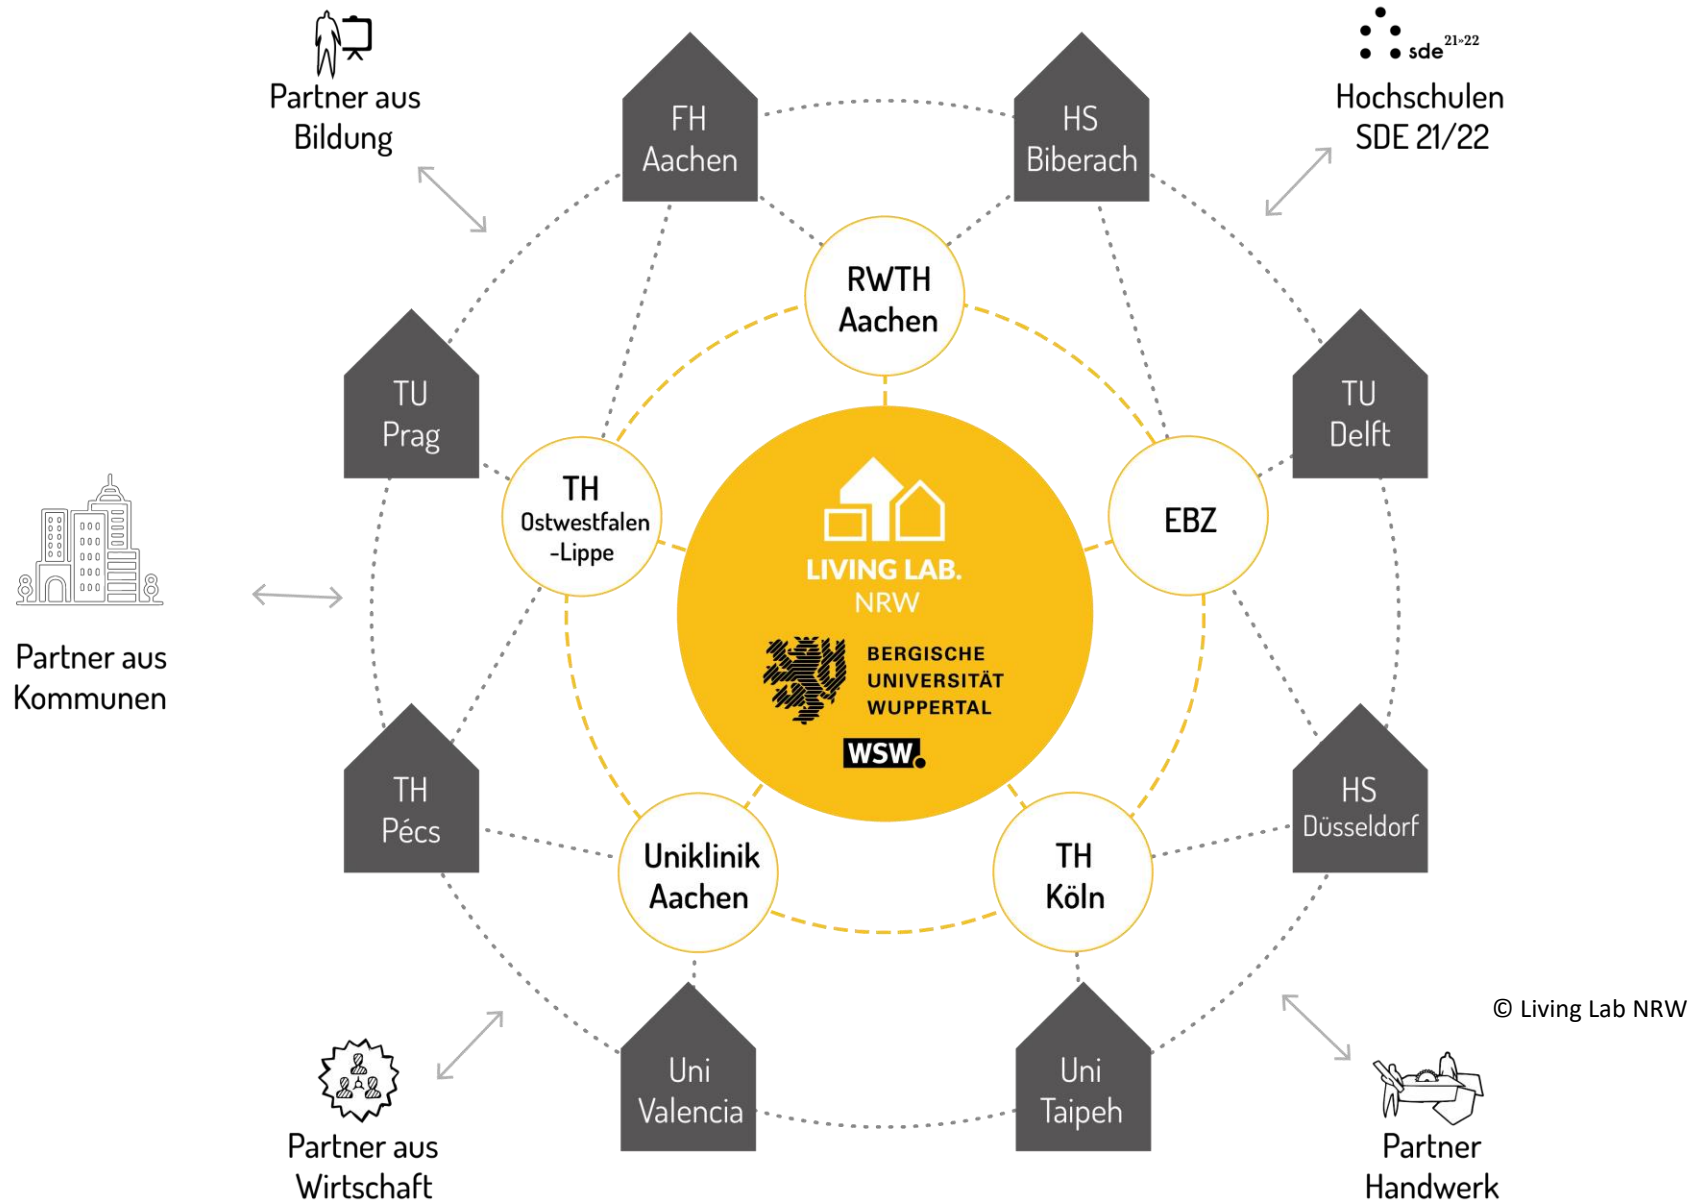 Partner aus
Bildung
sde 21»22
Hochschulen
SDE 21/22
FH
Aachen
HS
Biberach
RWTH
Aachen
TU
Prag
TU
Delft
TH
Ostwestfalen
-Lippe
EBZ
LIVING LAB.
NRW
BERGISCHE
UNIVERSITÄT
WUPPERTAL
WSW.
Partner aus
Kommunen
TH
Pécs
HS
Düsseldorf
Uniklinik
Aachen
TH
Köln
Uni
Valencia
Uni
Taipeh
© Living Lab NRW
Partner aus
Wirtschaft
Partner
Handwerk